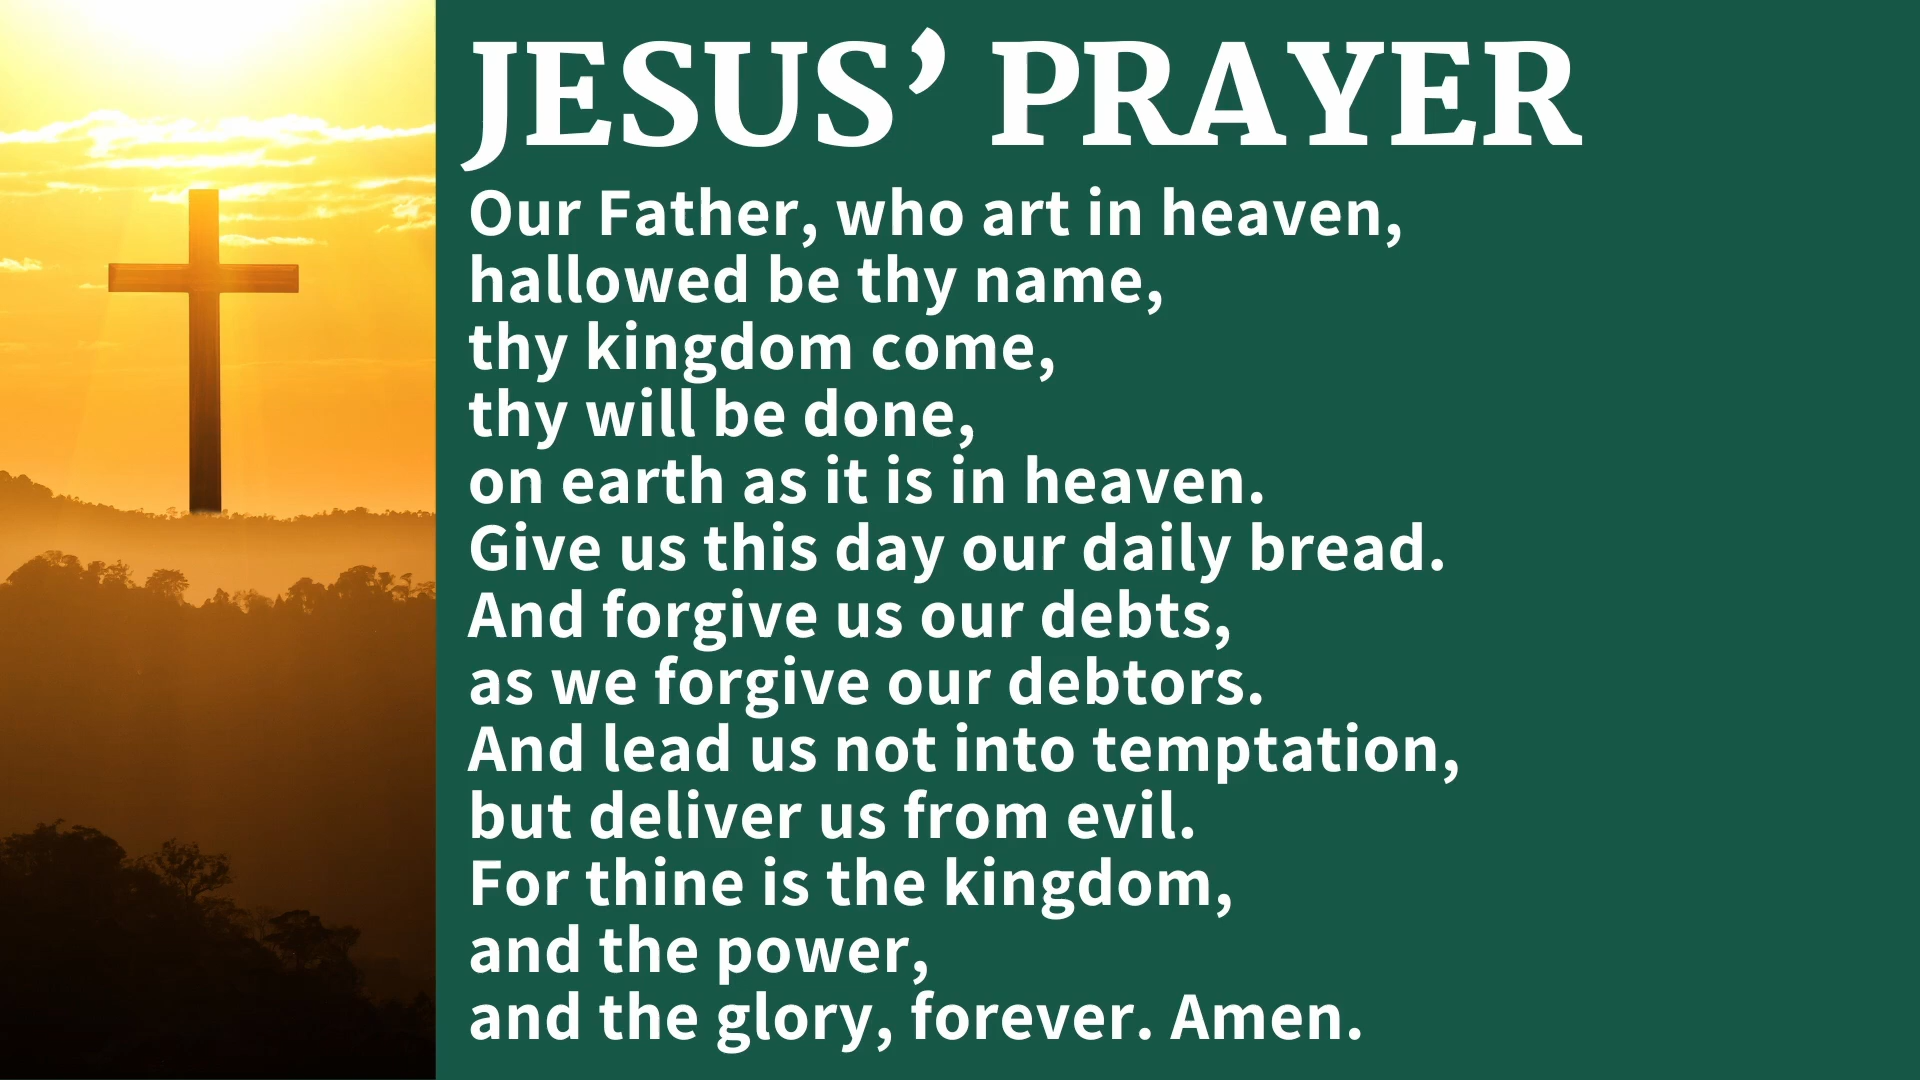 JESUS’ PRAYER
Our Father, who art in heaven,
hallowed be thy name,
thy kingdom come,
thy will be done,
on earth as it is in heaven.
Give us this day our daily bread.
And forgive us our debts,
as we forgive our debtors.
And lead us not into temptation,
but deliver us from evil.
For thine is the kingdom,
and the power,
and the glory, forever. Amen.